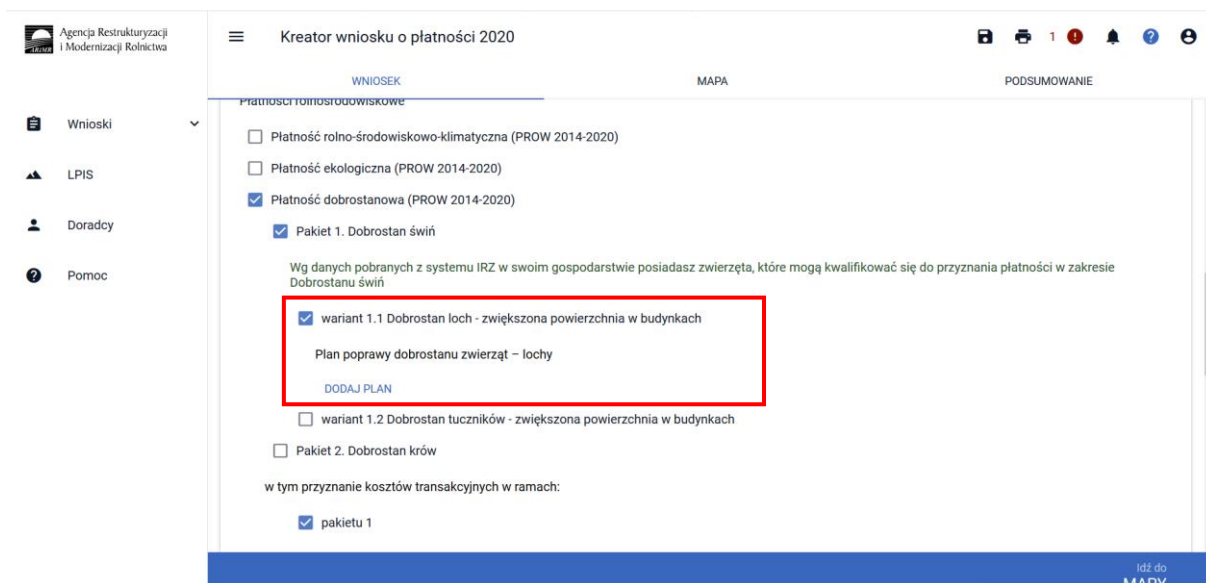 Agencja Restrukturyzacji
i Modernizacji Rolnictwa
ARiMR
Kreator wniosku o płatności 2020
1
WNIOSEK
MAPA
PODSUMOWANIE
Wnioski
LPIS
Doradcy
Pomoc
Płatności rolnośrodowiskowe
Płatność rolno-środowiskowo-klimatyczna (PROW 2014-2020)
Płatność ekologiczna (PROW 2014-2020)
Płatność dobrostanowa (PROW 2014-2020)
Pakiet 1. Dobrostan świń
Wg danych pobranych z systemu IRZ w swoim gospodarstwie posiadasz zwierzęta, które mogą kwalifikować się do przyznania płatności w zakresie
Dobrostanu świń
wariant 1.1 Dobrostan loch - zwiększona powierzchnia w budynkach
Plan poprawy dobrostanu zwierząt – lochy
DODAJ PLAN
wariant 1.2 Dobrostan tuczników - zwiększona powierzchnia w budynkach
Pakiet 2. Dobrostan krów
w tym przyznanie kosztów transakcyjnych w ramach:
pakietu 1
Idź do
MAPY